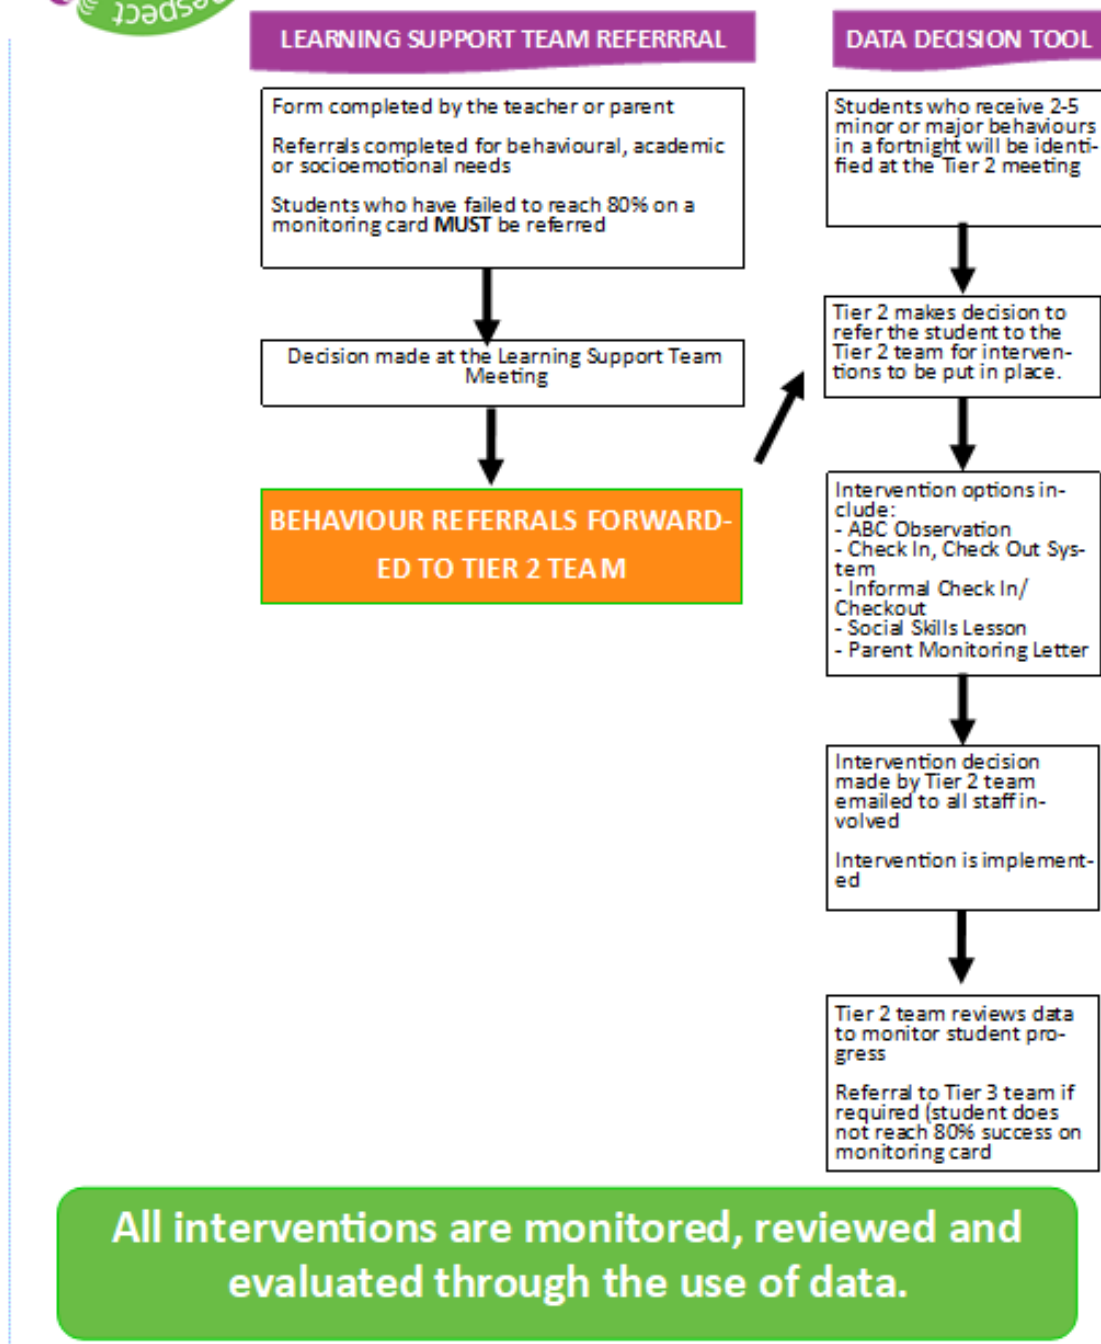 Respect
LEARNING SUPPORT TEAM REFERRRAL
Form completed by the teacher or parent
Referrals completed for behavioural, academic
or socioemotional needs
Students who have failed to reach 80% on a
monitoring card MUST be referred
Decision made at the Learning Support Team
Meeting
BEHAVIOUR REFERRALS FORWARD-
ED TO TIER 2 TEAM
DATA DECISION TOOL
Students who receive 2-5
minor or major behaviours
in a fortnight will be identi-
fied at the Tier 2 meeting
Tier 2 makes decision to
refer the student to the
Tier 2 team for interven-
tions to be put in place.
Intervention options in-
clude:
- ABC Observation
- Check In, Check Out Sys-
tem
- Informal Check In/
Checkout
- Social Skills Lesson
- Parent Monitoring Letter
Intervention decision
made by Tier 2 team
emailed to all staff in-
volved
Intervention is implement-
ed
Tier 2 team reviews data
to monitor student pro-
gress
Referral to Tier 3 team if
required (student does
not reach 80% success on
monitoring card
All interventions are monitored, reviewed and
evaluated through the use of data.